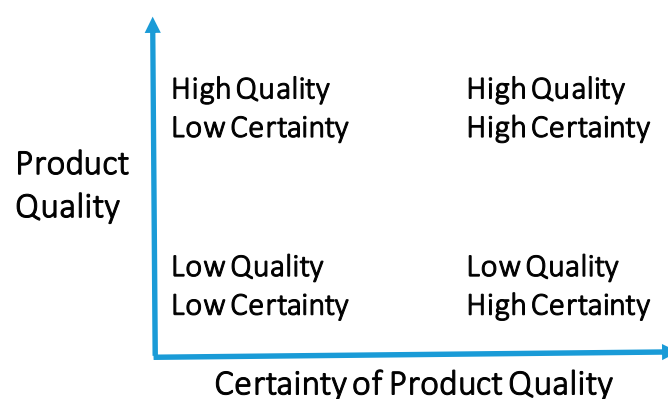 High Quality
Low Certainty
High Quality
High Certainty
Product
Quality
Low Quality
Low Certainty
Low Quality
High Certainty
Certainty of Product Quality